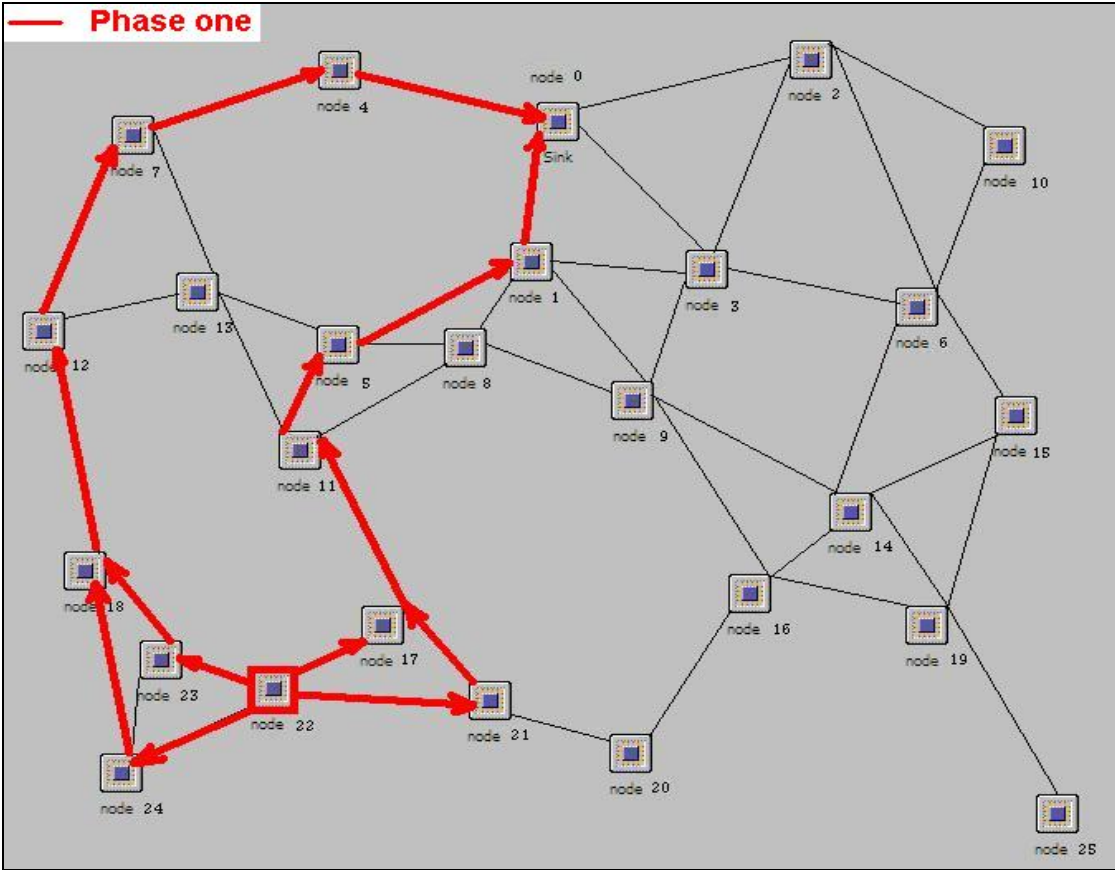 Phase one
node 0
node 2
node 4
Sink
node 7
node 10
node 1
node 3
node 13
node 6
node 12
node 5
node 8
node 9
node 15
node 11
node 14
node 18
node 16
node 17
node 19
node 23
node 22
node 21
node 20
node 24
node 25